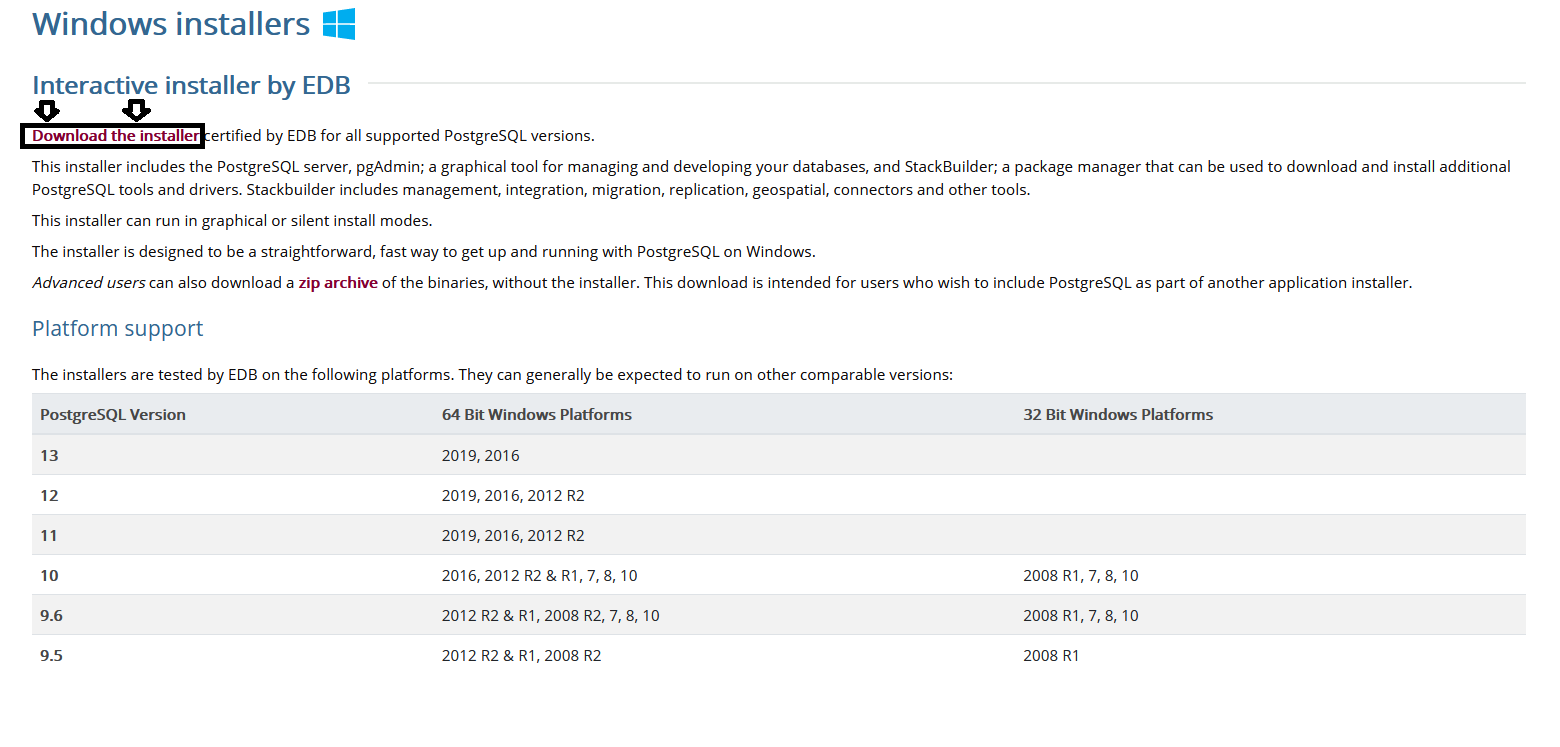 Windows installers
Interactive installer by EDB
Download the installer certified by EDB for all supported PostgreSQL versions.
This installer includes the PostgreSQL server, pgAdmin; a graphical tool for managing and developing your databases, and StackBuilder; a package manager that can be used to download and install additional
PostgreSQL tools and drivers. Stackbuilder includes management, integration, migration, replication, geospatial, connectors and other tools.
This installer can run in graphical or silent install modes.
The installer is designed to be a straightforward, fast way to get up and running with PostgreSQL on Windows.
Advanced users can also download a zip archive of the binaries, without the installer. This download is intended for users who wish to include PostgreSQL as part of another application installer.
Platform support
The installers are tested by EDB on the following platforms. They can generally be expected to run on other comparable versions:
PostgreSQL Version 64 Bit Windows Platforms 32 Bit Windows Platforms
13 2019, 2016
12 2019, 2016, 2012 R2
11 2019, 2016, 2012 R2
10 2016, 2012 R2 & R1, 7, 8, 10 2008 R1, 7, 8, 10
9.6 2012 R2 & R1, 2008 R2, 7, 8, 10 2008 R1, 7, 8, 10
9.5 2012 R2 & R1, 2008 R2 2008 R1